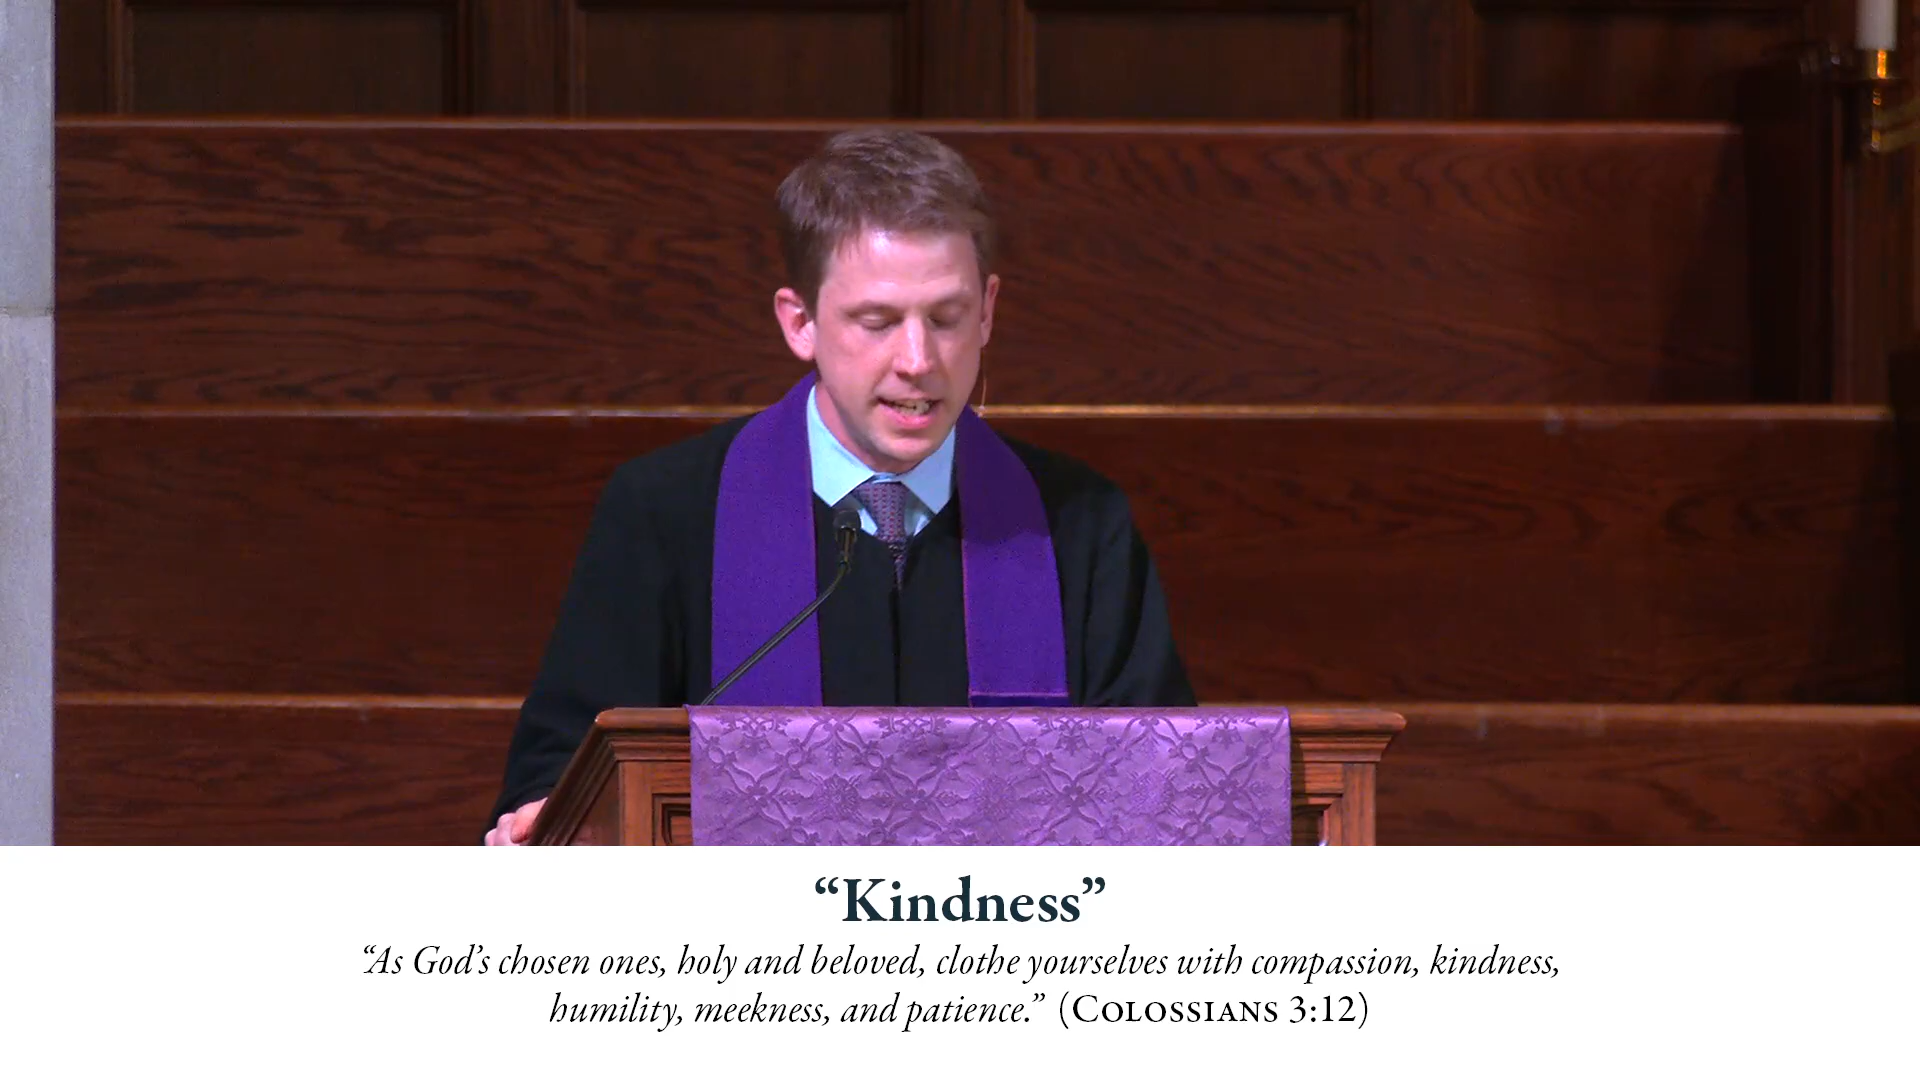 “Kindness”
“As God’s chosen ones, holy and beloved, clothe yourselves with compassion, kindness,
humility, meekness, and patience.” (Colossians 3:12)